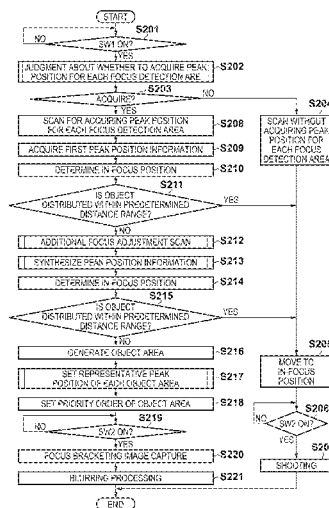 START
S201
NO
SW1 ON?
YES
JUDGMENT ABOUT WHETHER TO ACQUIRE PEAK
POSITION FOR EACH FOCUS DETECTION ARE
S202
S203
ACQUIRE?
NO
YES
S204
SCAN FOR ACQUIRING PEAK POSITION
FOR EACH FOCUS DETECTION AREA
S208
SCAN WITHOUT
ACQUIRING PEAK
POSITION FOR
EACH FOCUS
DETECTION AREA
ACQUIRE FIRST PEAK POSITION INFORMATION
S209
DETERMINE IN FOCUS POSITION
S210
S211
IS OBJECT
DISTRIBUTED WITHIN PREDETERMINED
DISTANCE RANGE?
YES
NO
ADDITIONAL FOCUS ADJUSTMENT SCAN
S212
SYNTHESIZE PEAK POSITION INFORMATION
S213
DETERMINE IN FOCUS POSITION
S214
S215
IS OBJECT
DISTRIBUTED WITHIN PREDETERMINED
DISTANCE RANGE?
YES
NO
GENERATE OBJECT AREA
S216
S205
MOVE TO
IN-FOCUS
POSITION
SET REPRESENTATIVE PEAK
POSITION OF EACH OBJECT AREA
S217
SET PRIORITY ORDER OF OBJECT AREA
S218
S219
NO
SW2 ON?
YES
NO
S206
SW2 ON?
YES
FOCUS BRACKETING IMAGE CAPTURE
S220
SHOOTING
BLURRING PROCESSING
S221
END